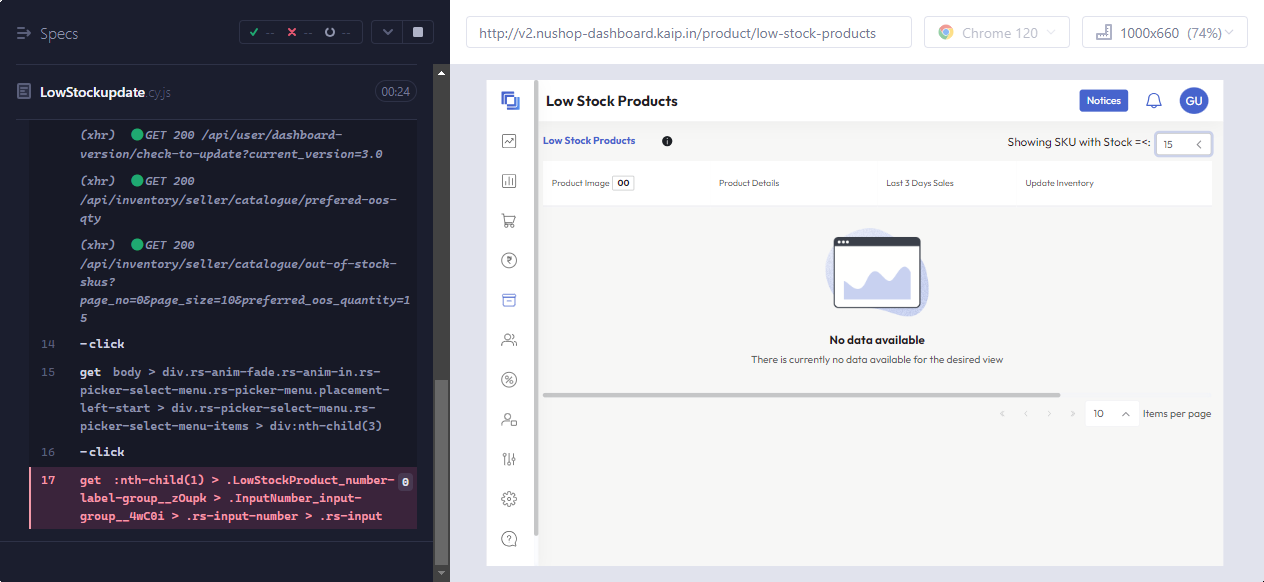 Specs
-- -- --
http://v2.nushop-dashboard.kaip.in/product/low-stock-products
Chrome 120
1000x660 (74%)
LowStockupdate.cy.js
00:24
(xhr) GET 200 /api/user/dashboard-
version/check-to-update?current_version=3.0
(xhr) GET 200
/api/inventory/seller/catalogue/prefered-oos-
qty
(xhr) GET 200
/api/inventory/seller/catalogue/out-of-stock-
skus?
page_no=0&page_size=10&preferred_oos_quantity=1
5
14 -click
15 get body > div.rs-anim-fade.rs-anim-in.rs-
picker-select-menu.rs-picker-menu.placement-
left-start > div.rs-picker-select-menu.rs-
picker-select-menu-items > div:nth-child(3)
16 -click
17 get :nth-child(1) > .LowStockProduct_number-
label-group__zOupk > .InputNumber_input-
group__4wC0i > .rs-input-number > .rs-input
0
Low Stock Products
Notices
GU
Low Stock Products
Showing SKU with Stock =<: 15
Product Image 00 Product Details Last 3 Days Sales Update Inventory
No data available
There is currently no data available for the desired view
« ‹ › » 10 Items per page